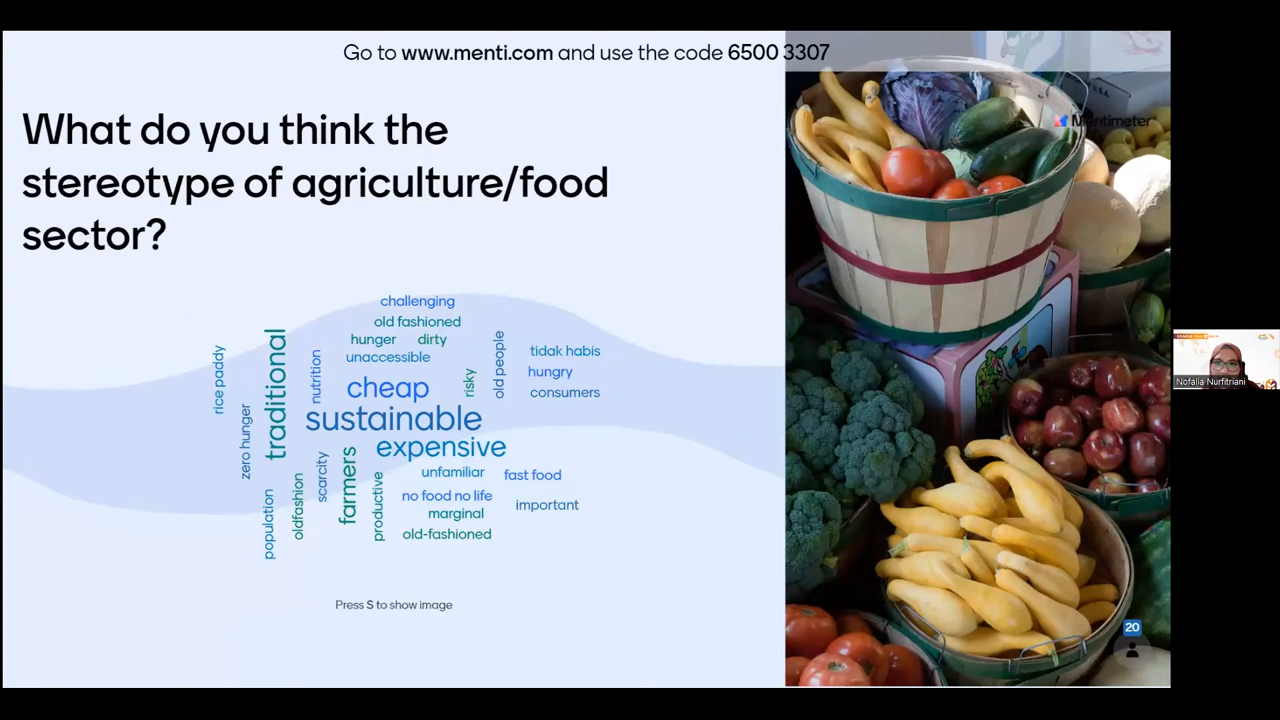 Go to www.menti.com and use the code 6500 3307
Mentimeter
What do you think the
stereotype of agriculture/food
sector?
challenging
old fashioned
hunger
dirty
unaccessible
cheap
sustainable
expensive
traditional
rice paddy
zero hunger
nutrition
risky
old people
tidak habis
hungry
consumers
unfamiliar
fast food
no food no life
important
marginal
old-fashioned
farmers
productive
scarcity
oldfashion
population
Press S to show image
20
Nofalia Nurfitriani